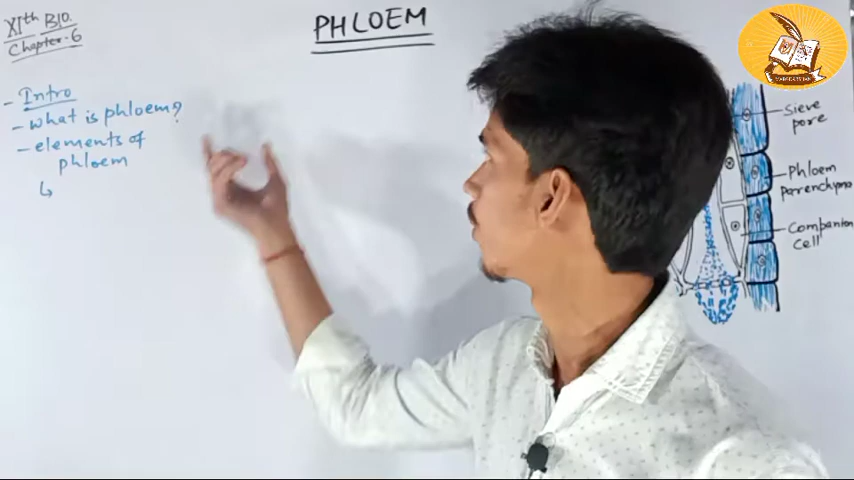 XIth BIO.
Chapter-6
PHLOEM
- Intro
- what is phloem?
- elements of
phloem
Sieve
pore
Phloem
parenchyma
Companion
cell